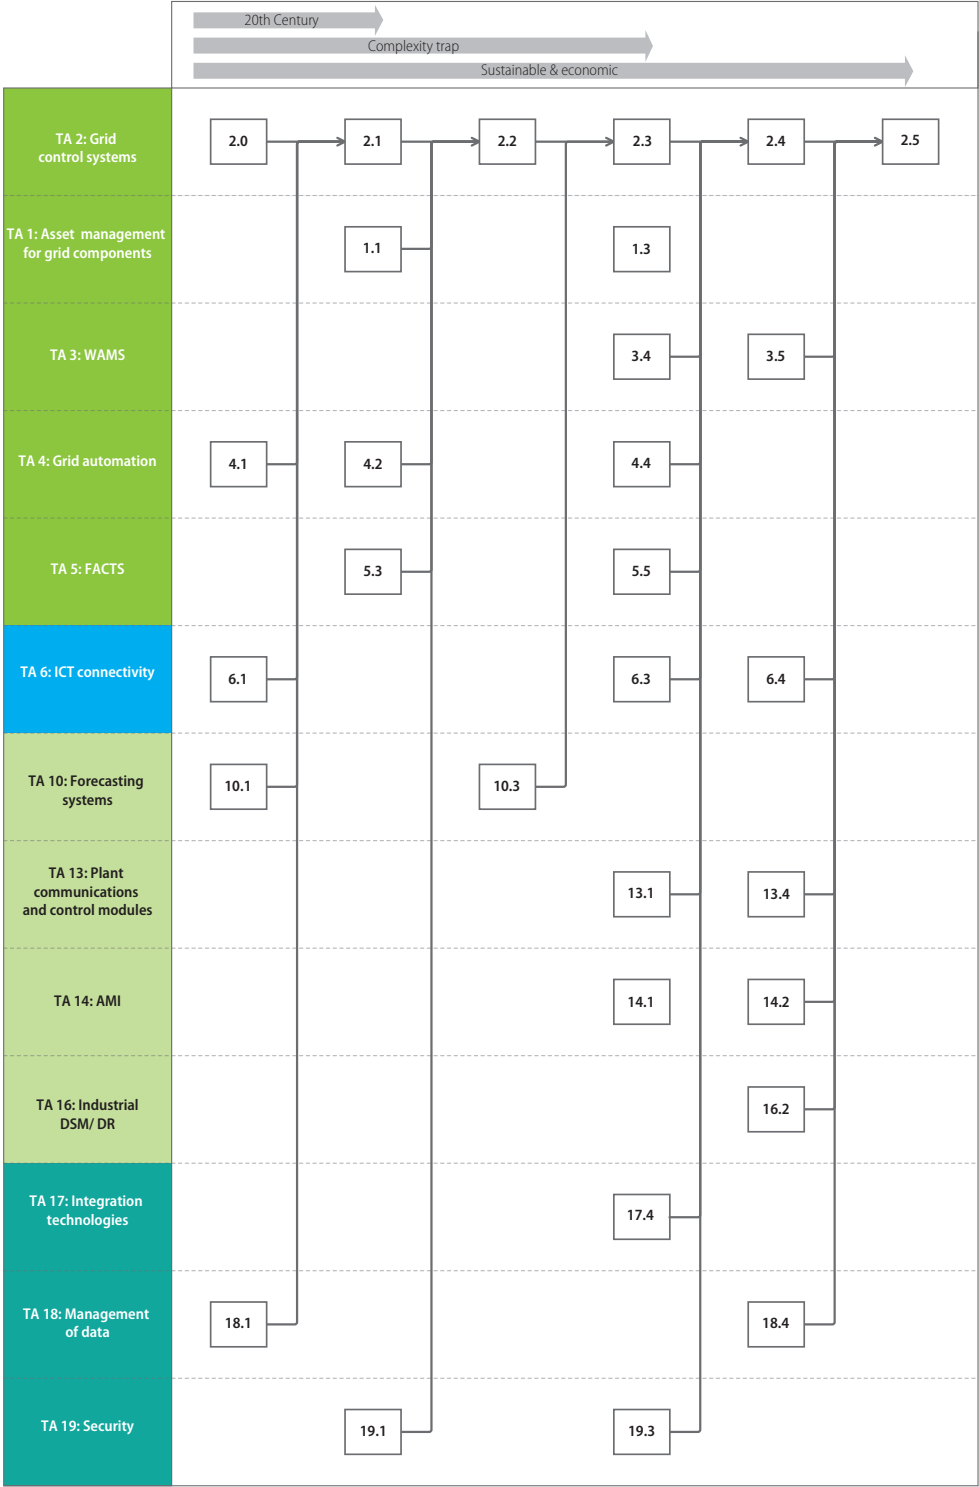 20th Century
Complexity trap
Sustainable & economic
TA 2: Grid
control systems
2.0
2.1
2.2
2.3
2.4
2.5
TA 1: Asset management
for grid components
1.1
1.3
TA 3: WAMS
3.4
3.5
TA 4: Grid automation
4.1
4.2
4.4
TA 5: FACTS
5.3
5.5
TA 6: ICT connectivity
6.1
6.3
6.4
TA 10: Forecasting
systems
10.1
10.3
TA 13: Plant
communications
and control modules
13.1
13.4
TA 14: AMI
14.1
14.2
TA 16: Industrial
DSM/ DR
16.2
TA 17: Integration
technologies
17.4
TA 18: Management
of data
18.1
18.4
TA 19: Security
19.1
19.3